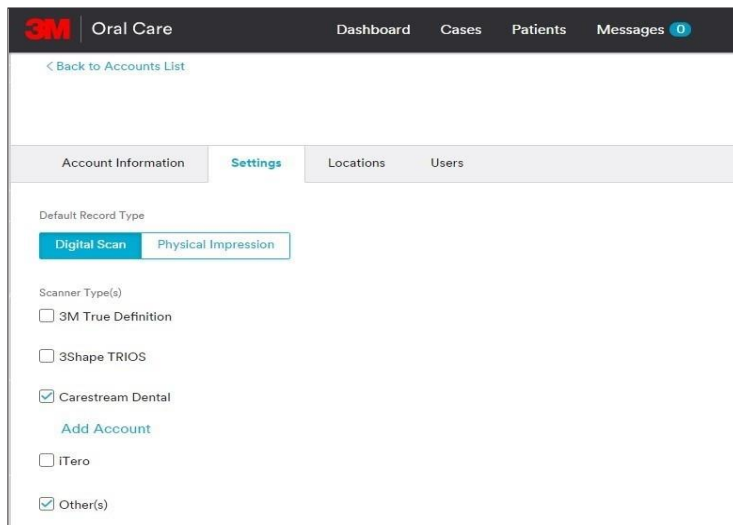 3M Oral Care Dashboard Cases Patients Messages 0
< Back to Accounts List
Account Information Settings Locations Users
Default Record Type
Digital Scan Physical Impression
Scanner Type(s)
3M True Definition
3Shape TRIOS
Carestream Dental
Add Account
iTero
Other(s)